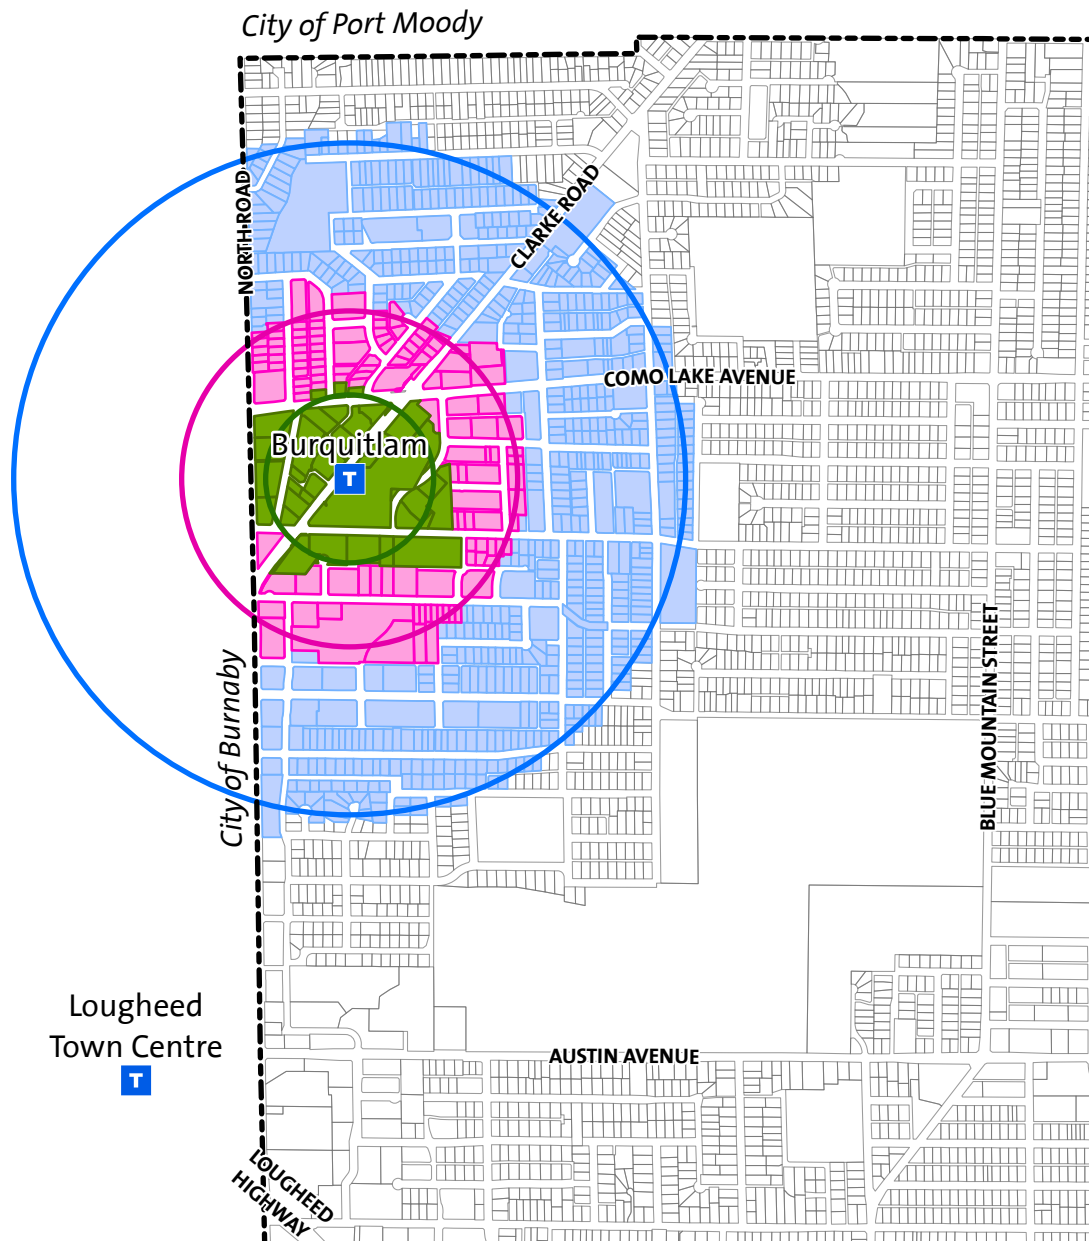 City of Port Moody
NORTH ROAD
CLARKE ROAD
COMO LAKE AVENUE
Burquitlam
T
City of Burnaby
BLUE MOUNTAIN STREET
Lougheed
Town Centre
T
AUSTIN AVENUE
LOUGHEED
HIGHWAY